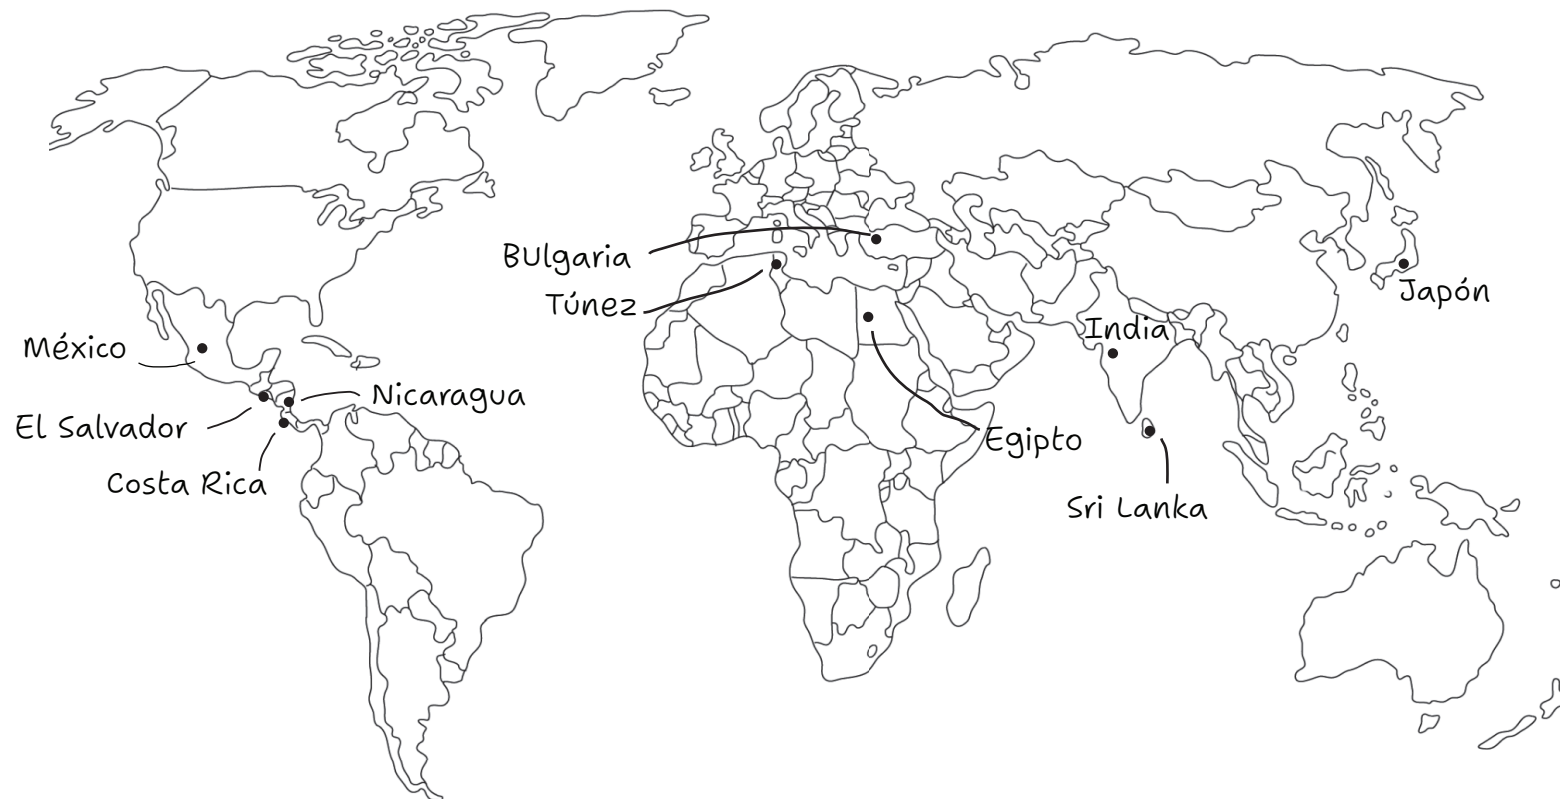 BUlgaria
Túnez
India
Japón
México
Nicaragua
El Salvador
Egipto
Costa Rica
Sri Lanka